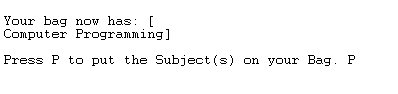 Your bag now has: [
Computer Programming]
Press P to put the Subject(s) on your Bag. P